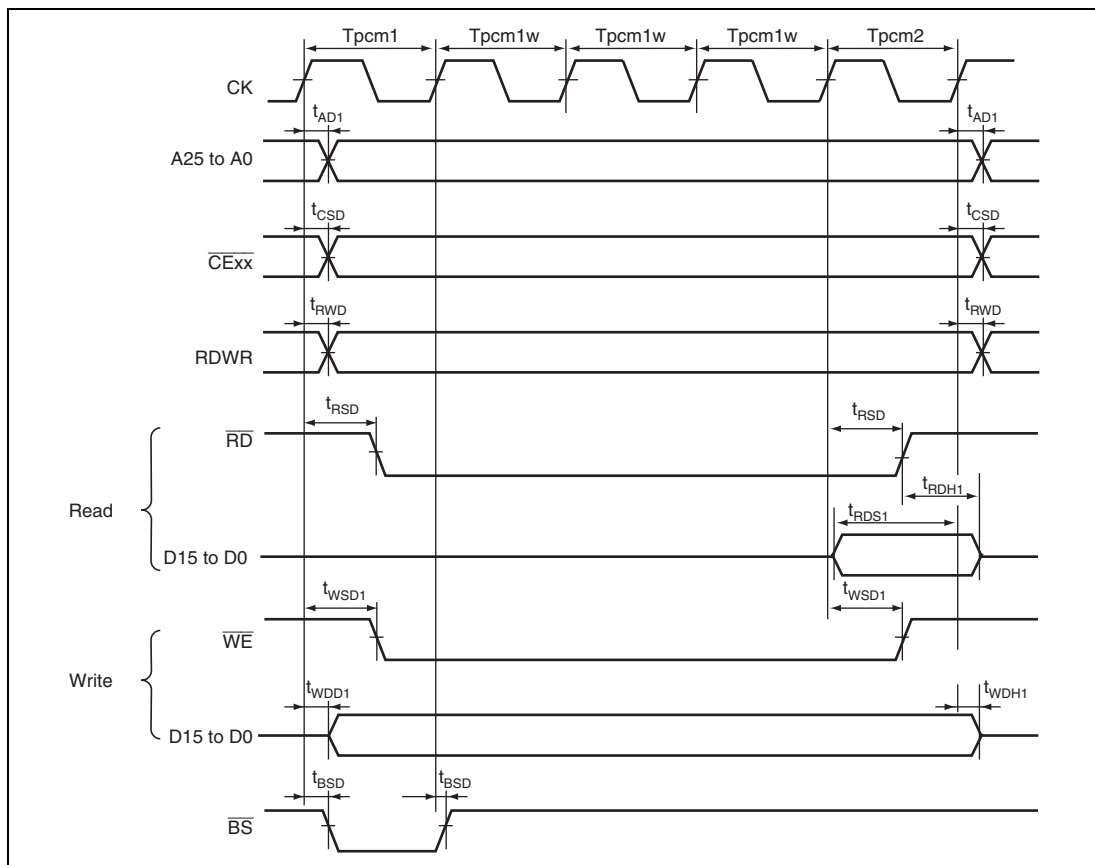 Tpcm1 Tpcm1w Tpcm1w Tpcm1w Tpcm2
CK
tAD1 tAD1
A25 to A0
tCSD tCSD
CExx
tRWD tRWD
RDWR
tRSD tRSD
RD
tRDH1
Read
tRDS1
D15 to D0
tWSD1 tWSD1
WE
Write
tWDD1 tWDH1
D15 to D0
tBSD tBSD
BS